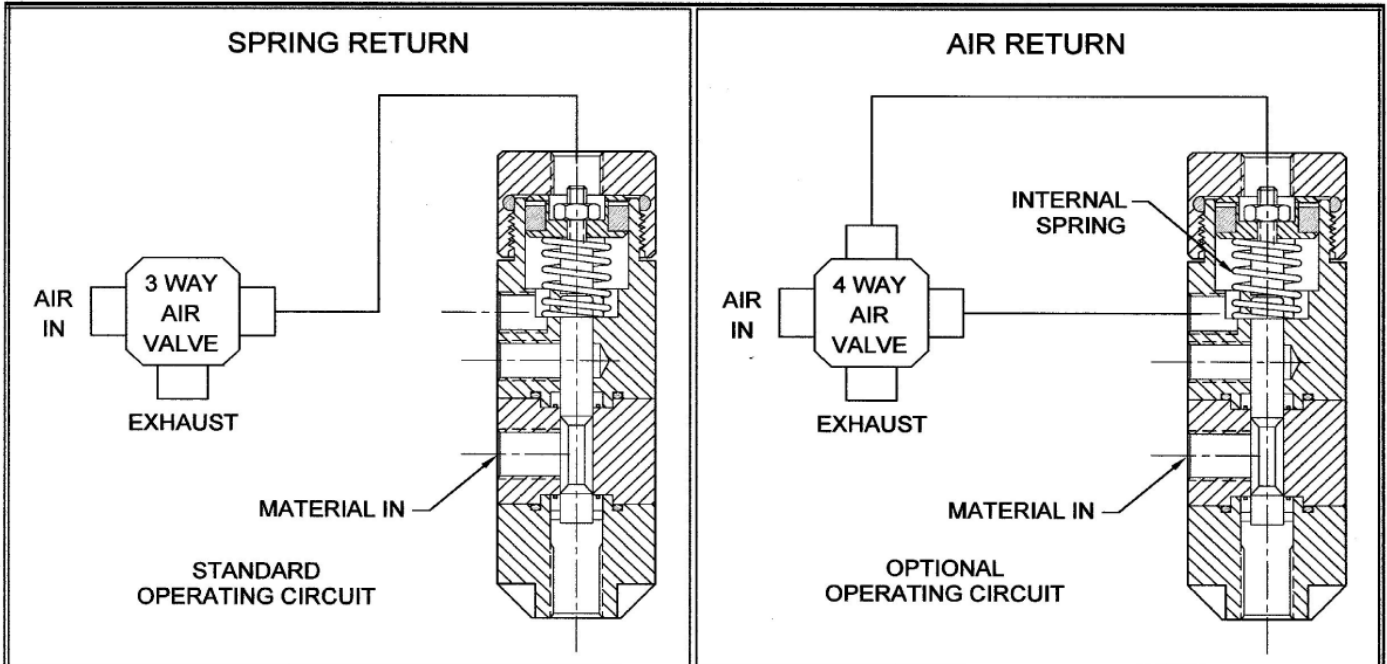 SPRING RETURN
3 WAY
AIR
VALVE
AIR
IN
EXHAUST
MATERIAL IN
STANDARD
OPERATING CIRCUIT
AIR RETURN
INTERNAL
SPRING
4 WAY
AIR
VALVE
AIR
IN
EXHAUST
MATERIAL IN
OPTIONAL
OPERATING CIRCUIT